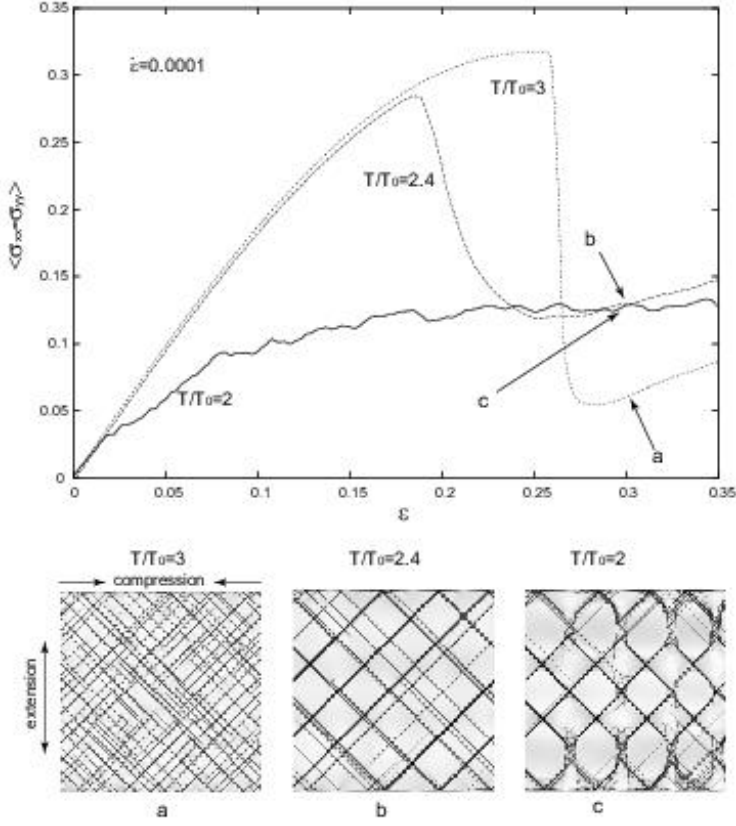 0.35
0.3
0.25
0.2
0.15
0.1
0.05
0
<σxx−σyy>
ε̇=0.0001
T/T0=3
T/T0=2.4
T/T0=2
b
c
a
0 0.05 0.1 0.15 0.2 0.25 0.3 0.35
ε
T/T0=3 T/T0=2.4 T/T0=2
compression
extension
a b c